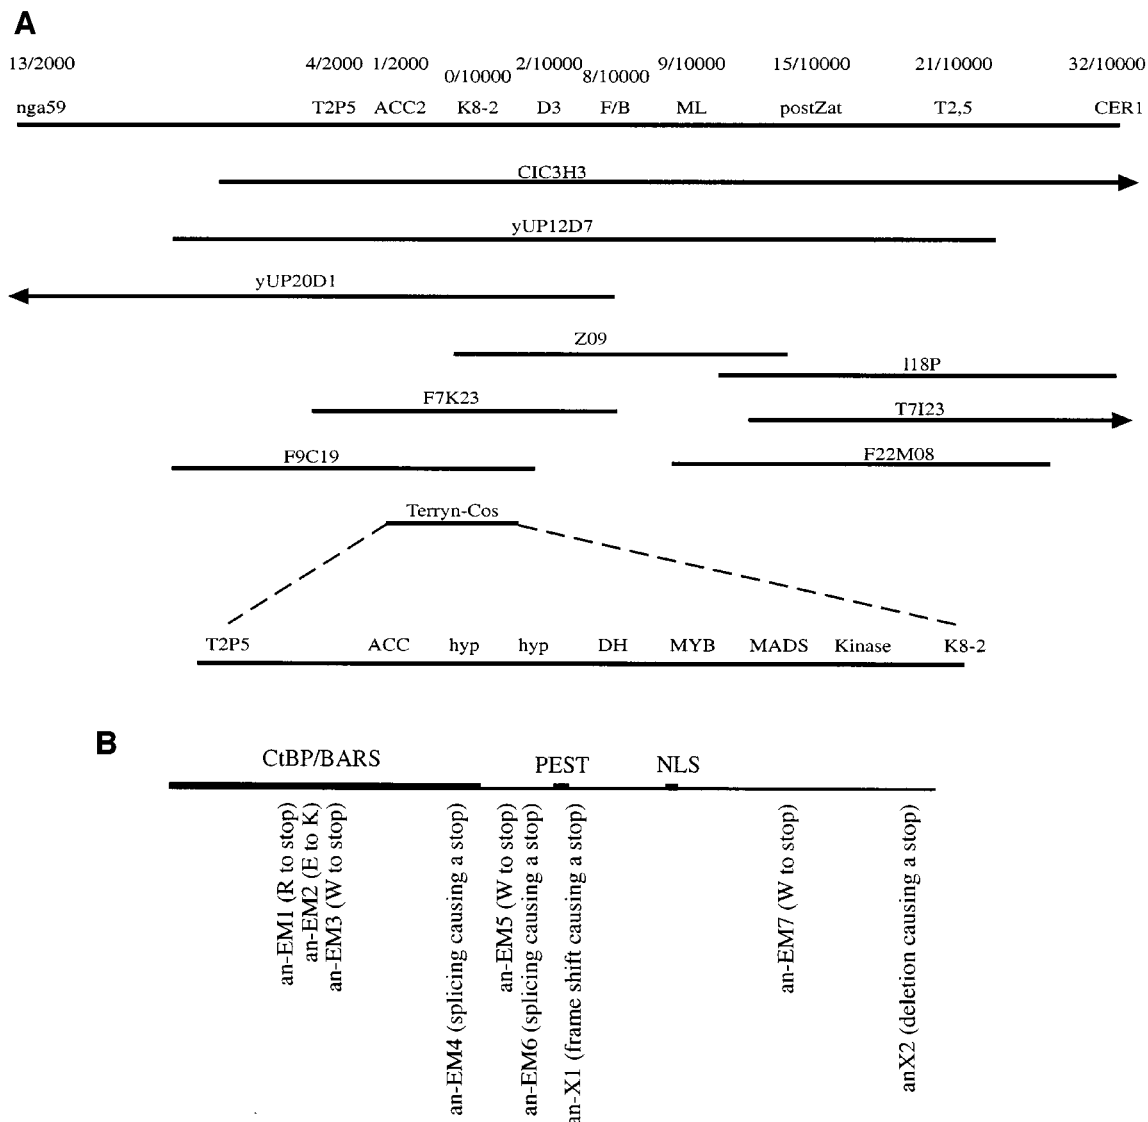 A
13/2000 4/2000 1/2000 0/10000 2/10000 8/10000 9/10000 15/10000 21/10000 32/10000
nga59 T2P5 ACC2 K8-2 D3 F/B ML postZat T2,5 CER1
CIC3H3
yUP12D7
yUP20D1
Z09
I18P
F7K23
T7I23
F9C19
F22M08
Terryn-Cos
T2P5 ACC hyp hyp DH MYB MADS Kinase K8-2
B
CtBP/BARS PEST NLS
an-EM1 (R to stop)
an-EM2 (E to K)
an-EM3 (W to stop)
an-EM4 (splicing causing a stop)
an-EM5 (W to stop)
an-EM6 (splicing causing a stop)
an-X1 (frame shift causing a stop)
an-EM7 (W to stop)
anX2 (deletion causing a stop)